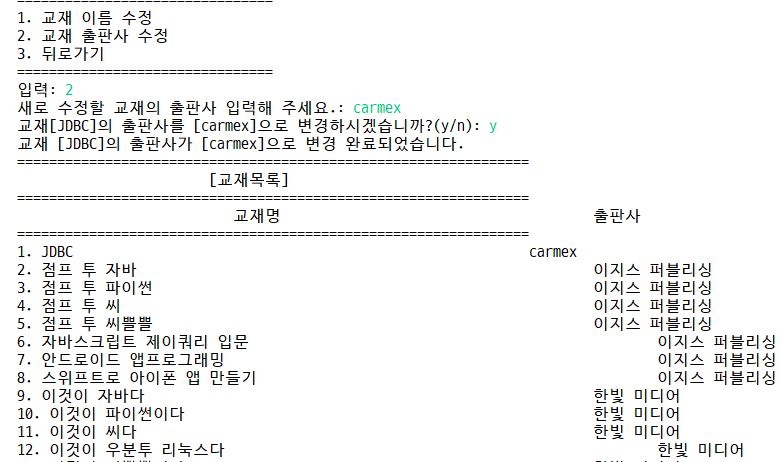 ==============================
1. 교재 이름 수정
2. 교재 출판사 수정
3. 뒤로가기
==============================
입력: 2
새로 수정할 교재의 출판사 입력해 주세요.: carmex
교재[JDBC]의 출판사를 [carmex]으로 변경하시겠습니까?(y/n): y
교재 [JDBC]의 출판사가 [carmex]으로 변경 완료되었습니다.
================================================================
[교재목록]
================================================================
교재명 출판사
================================================================
1. JDBC carmex
2. 점프 투 자바 이지스 퍼블리싱
3. 점프 투 파이썬 이지스 퍼블리싱
4. 점프 투 씨 이지스 퍼블리싱
5. 점프 투 씨쁠쁠 이지스 퍼블리싱
6. 자바스크립트 제이쿼리 입문 이지스 퍼블리싱
7. 안드로이드 앱프로그래밍 이지스 퍼블리싱
8. 스위프트로 아이폰 앱 만들기 이지스 퍼블리싱
9. 이것이 자바다 한빛 미디어
10. 이것이 파이썬이다 한빛 미디어
11. 이것이 씨다 한빛 미디어
12. 이것이 우분투 리눅스다 한빛 미디어